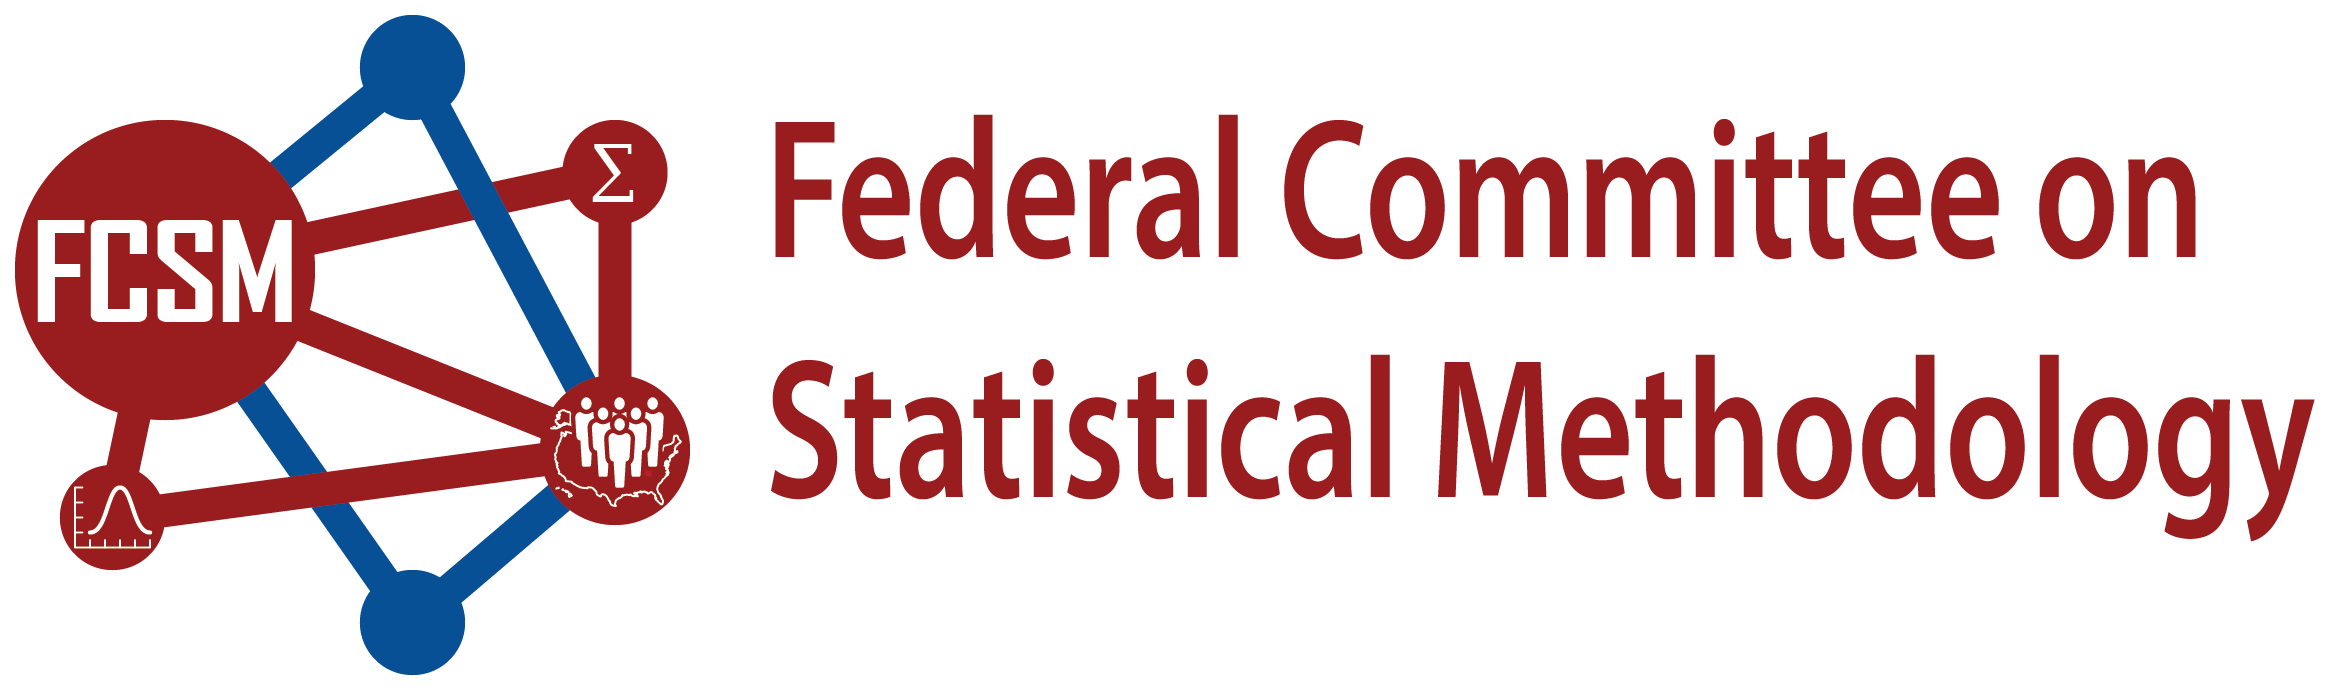 FCSM
Σ
Federal Committee on
Statistical Methodology